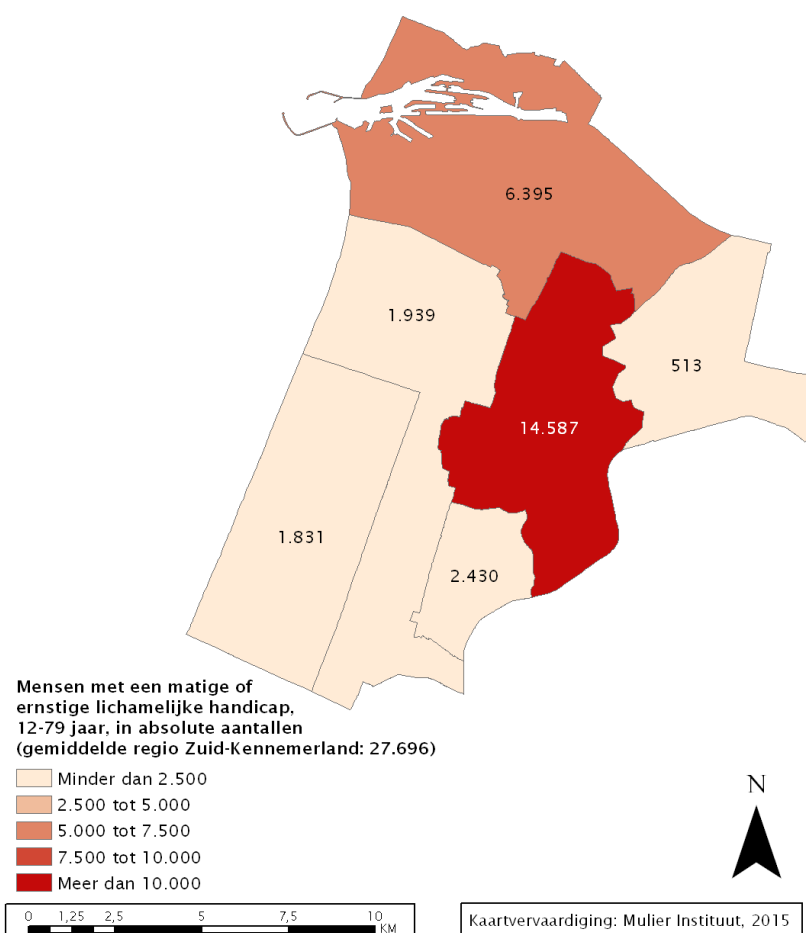 6.395
1.939
513
14.587
1.831
2.430
Mensen met een matige of
ernstige lichamelijke handicap,
12-79 jaar, in absolute aantallen
(gemiddelde regio Zuid-Kennemerland: 27.696)
Minder dan 2.500
2.500 tot 5.000
5.000 tot 7.500
7.500 tot 10.000
Meer dan 10.000
N
0 1,25 2,5 5 7,5 10
KM
Kaartvervaardiging: Mulier Instituut, 2015